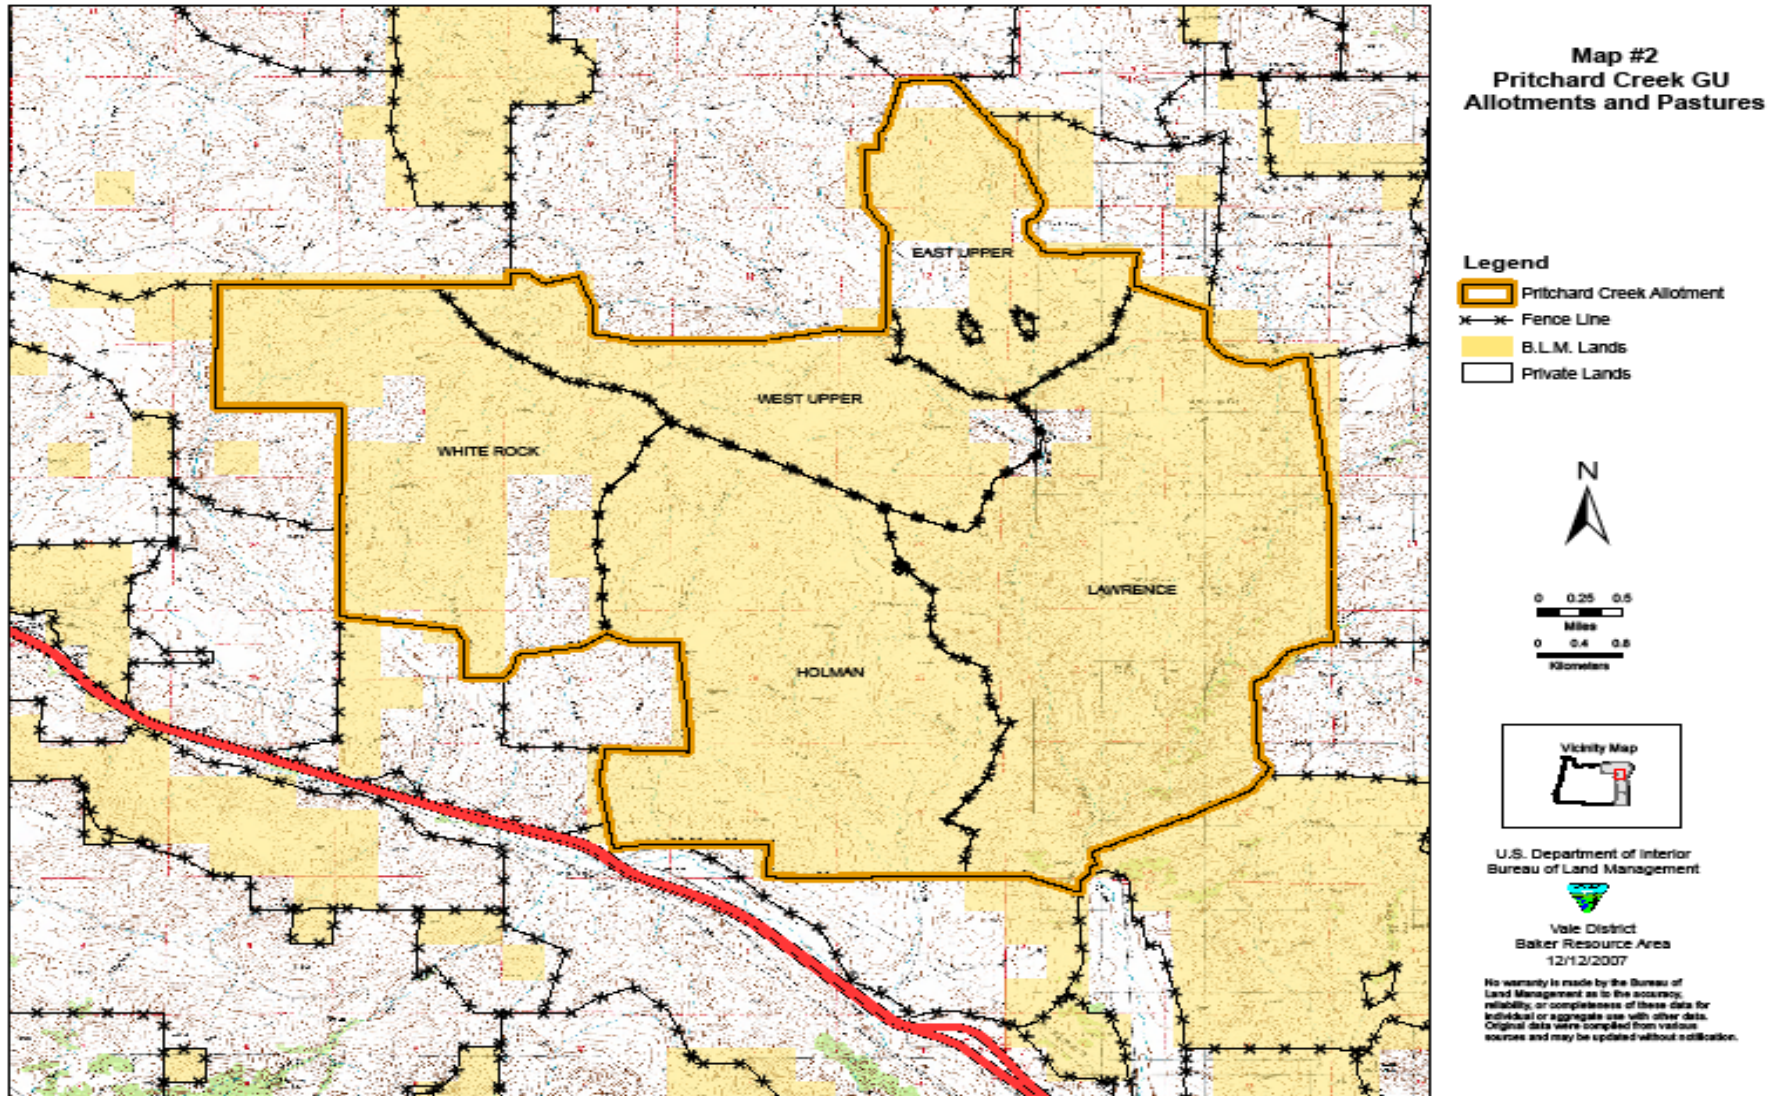 Map #2
Pritchard Creek GU
Allotments and Pastures
EAST UPPER
WEST UPPER
WHITE ROCK
LAWRENCE
HOLMAN
Legend
Pritchard Creek Allotment
Fence Line
B.L.M. Lands
Private Lands
N
0 0.25 0.5
Miles
0 0.4 0.8
Kilometers
Vicinity Map
U.S. Department of Interior
Bureau of Land Management
Vale District
Baker Resource Area
12/12/2007
No warranty is made by the Bureau of
Land Management as to the accuracy,
reliability, or completeness of these data for
individual or aggregate use with other data.
Original data were compiled from various
sources and may be updated without notification.